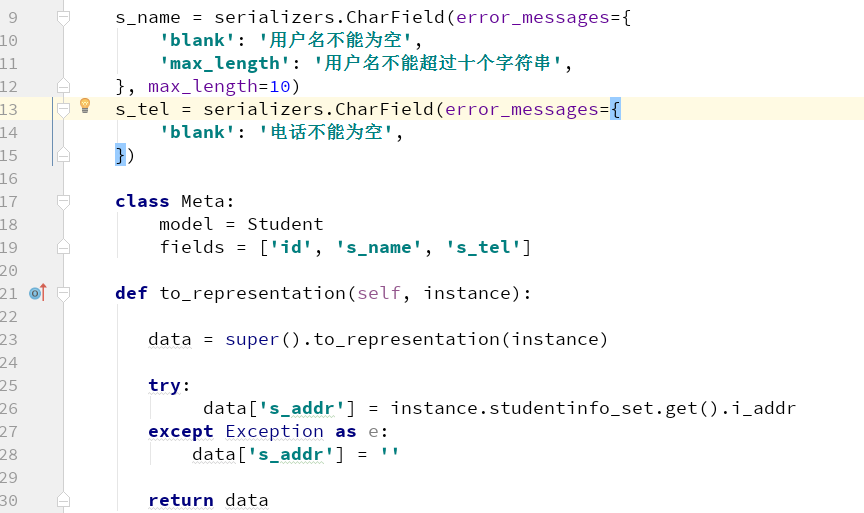 9 s_name = serializers.CharField(error_messages={
10 'blank': '用户名不能为空',
11 'max_length': '用户名不能超过十个字符串',
12 }, max_length=10)
13 s_tel = serializers.CharField(error_messages={
14 'blank': '电话不能为空',
15 })
16
17 class Meta:
18 model = Student
19 fields = ['id', 's_name', 's_tel']
20
21 def to_representation(self, instance):
22
23 data = super().to_representation(instance)
24
25 try:
26 data['s_addr'] = instance.studentinfo_set.get().i_addr
27 except Exception as e:
28 data['s_addr'] = ''
29
30 return data